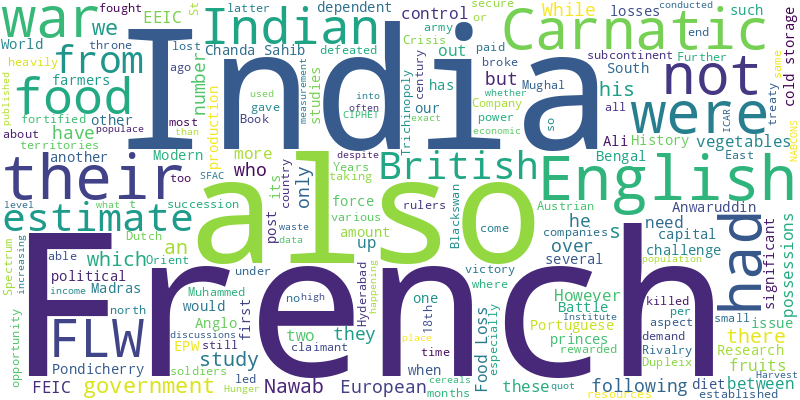 war
we
EEIC
St
latter
dependent
control
or
secure
conducted
losses
such
World
throne
number
Indian
Crisis
army
While
end
Carnatic
cold storage
from
heavily
farmers
lost
Chanda Sahib
defeated
out
paid
broke
South
subcontinent
Further
India
published
food
fortified
other
ago
most
gave
Book
used
measurement
studies
into
often
CIPHET
Trichinopoly
but
has
our
century
exact
whether
Company
power
economic
Mughal
so
not
his
all
treaty
same
were
ICAR
NABCONS
about
populace
than
territories
have
production
their
another
Modern
too
who
more
its
country
only
despite
Years
taking
British
Ali
Bengal
History
East
vegetables
English
Anwaruddin
level
what
t
SFAC
succession
various
force
rulers
Blackswan
Austrian
he
companies
s
need
possessions
estimate
Dutch
an
also
post
waste
data
amount
up
come
over
capital
challenge
had
significant
Spectrum
increasing
able
income
which
Orient
under
Hyderabad
victory
where
several
population
political
Madras
north
Muhammed
no
high
happening
one
18th
However
Battle
killed
per
issue
there
opportunity
FLW
would
Anglo
first
two
they
Food Loss
especially
Institute
Portuguese
small
aspect
Research
French
Pondicherry
discussions
EPW
still
claimant
place
time
princes
demand
Rivalry
Dupleix
fruits
FEIC
study
soldiers
when
cereals
rewarded
government
led
Hunger
Nawab
European
months
these
quot
following
resources
diet
between
established
Harvest
fought